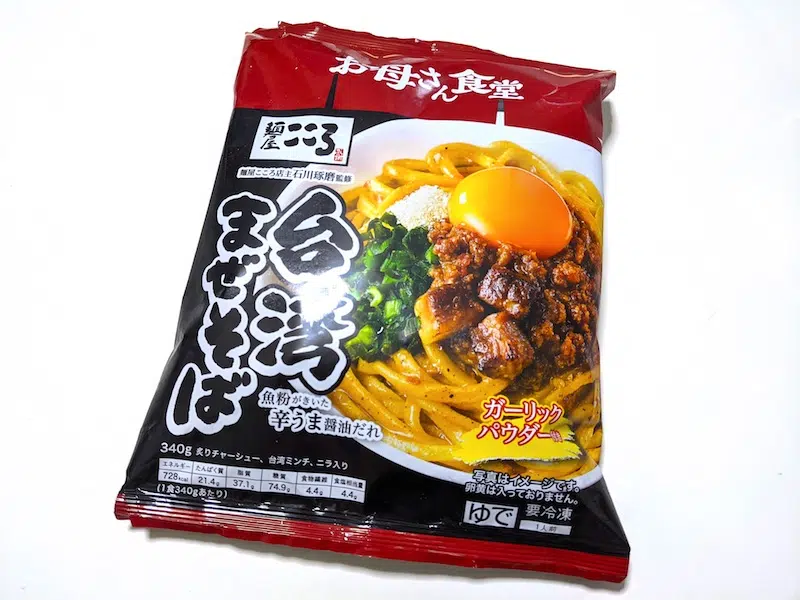 お母さん食堂
麺屋 こころ
麺屋こころ店主石川琢磨監修
台湾
まぜそば
魚粉がきいた
辛うま醤油だれ
ガーリック
パウダー付
340g 炙りチャーシュー、台湾ミンチ、ニラ入り
エネルギー たんぱく質 脂質 糖質 食物繊維 食塩相当量
728kcal 21.4g 37.1g 74.9g 4.4g 4.4g
(1食340gあたり)
写真はイメージです。
卵黄は入っておりません。
ゆで 要冷凍
1人前